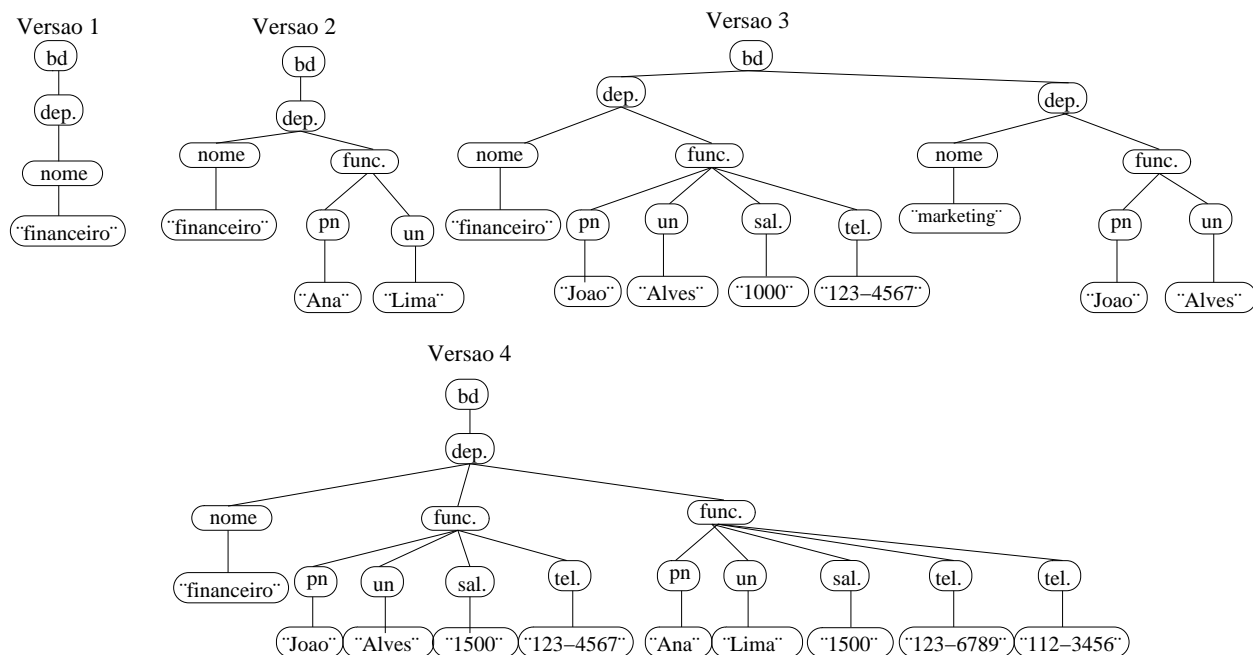 Versao 1
bd
dep.
nome
¨financeiro¨
Versao 2
bd
dep.
nome func.
¨financeiro¨ pn un
¨Ana¨ ¨Lima¨
Versao 3
bd
dep. dep.
nome func. nome func.
¨financeiro¨ pn un sal. tel. ¨marketing¨ pn un
¨Joao¨ ¨Alves¨ ¨1000¨ ¨123−4567¨ ¨Joao¨ ¨Alves¨
Versao 4
bd
dep.
nome func. func.
¨financeiro¨ pn un sal. tel. pn un sal. tel. tel.
¨Joao¨ ¨Alves¨ ¨1500¨ ¨123−4567¨ ¨Ana¨ ¨Lima¨ ¨1500¨ ¨123−6789¨ ¨112−3456¨